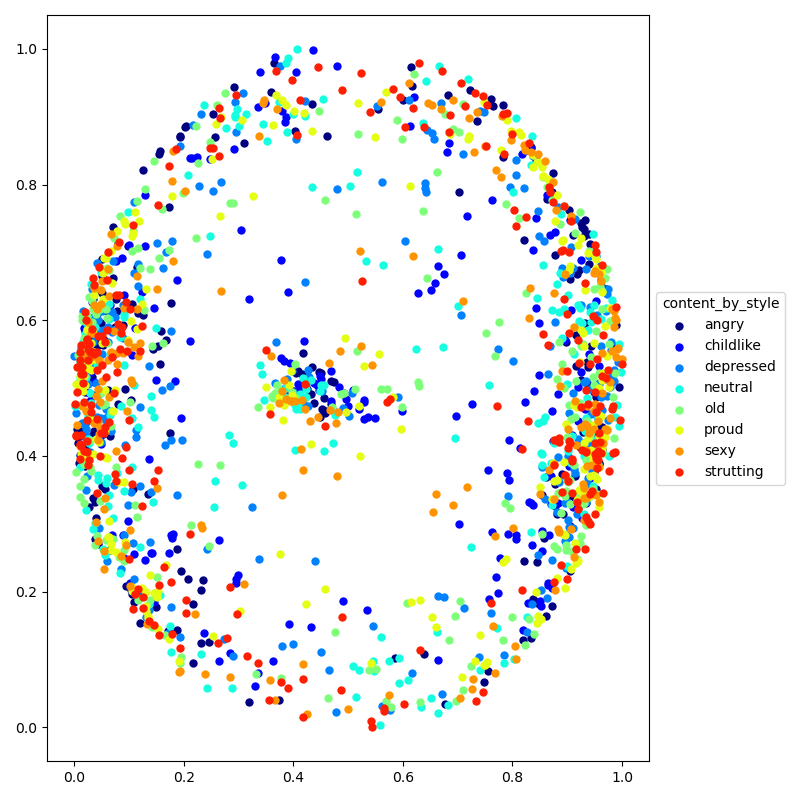 1.0
0.8
0.6
0.4
0.2
0.0
0.0 0.2 0.4 0.6 0.8 1.0
content_by_style
angry
childlike
depressed
neutral
old
proud
sexy
strutting